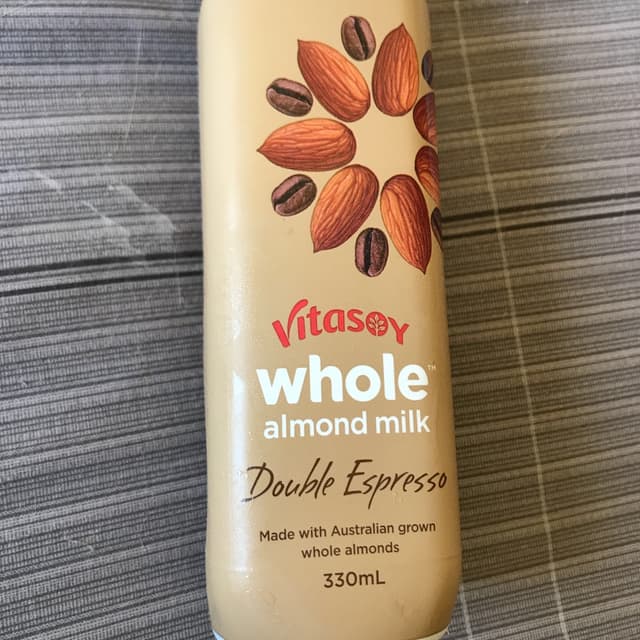 Vitasoy
whole™
almond milk
Double Espresso
Made with Australian grown
whole almonds
330mL